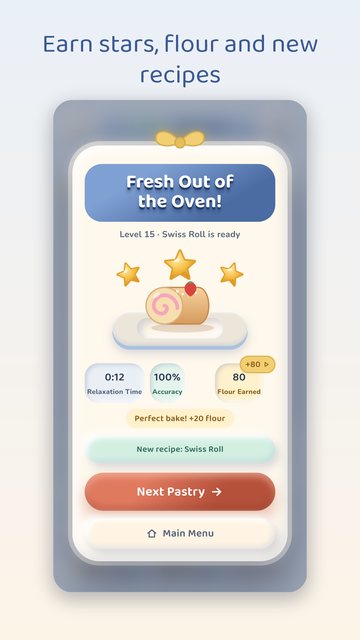 Earn stars, flour and new
recipes
Fresh Out of
the Oven!
Level 15 · Swiss Roll is ready
+80
0:12
Relaxation Time
100%
Accuracy
80
Flour Earned
Perfect bake! +20 flour
New recipe: Swiss Roll
Next Pastry →
Main Menu